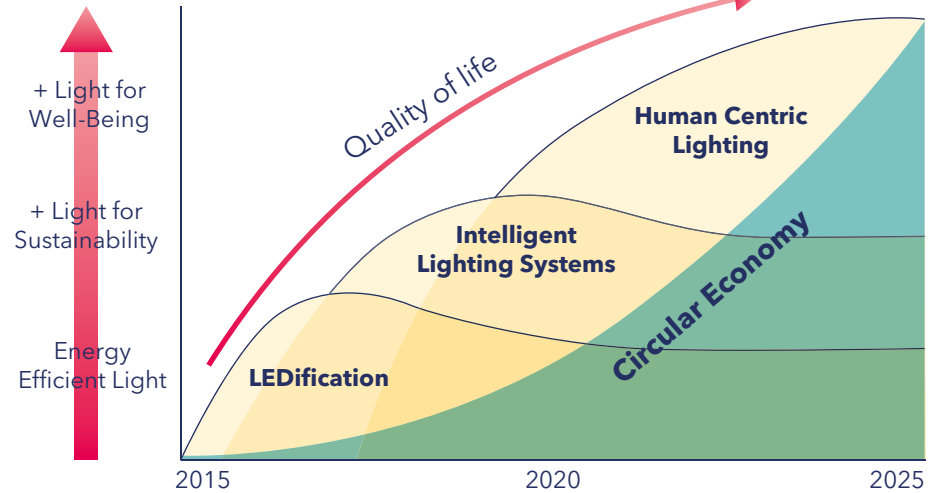 + Light for
Well-Being
+ Light for
Sustainability
Energy
Efficient Light
Quality of life
Human Centric
Lighting
Intelligent
Lighting Systems
LEDification
Circular Economy
2015
2020
2025